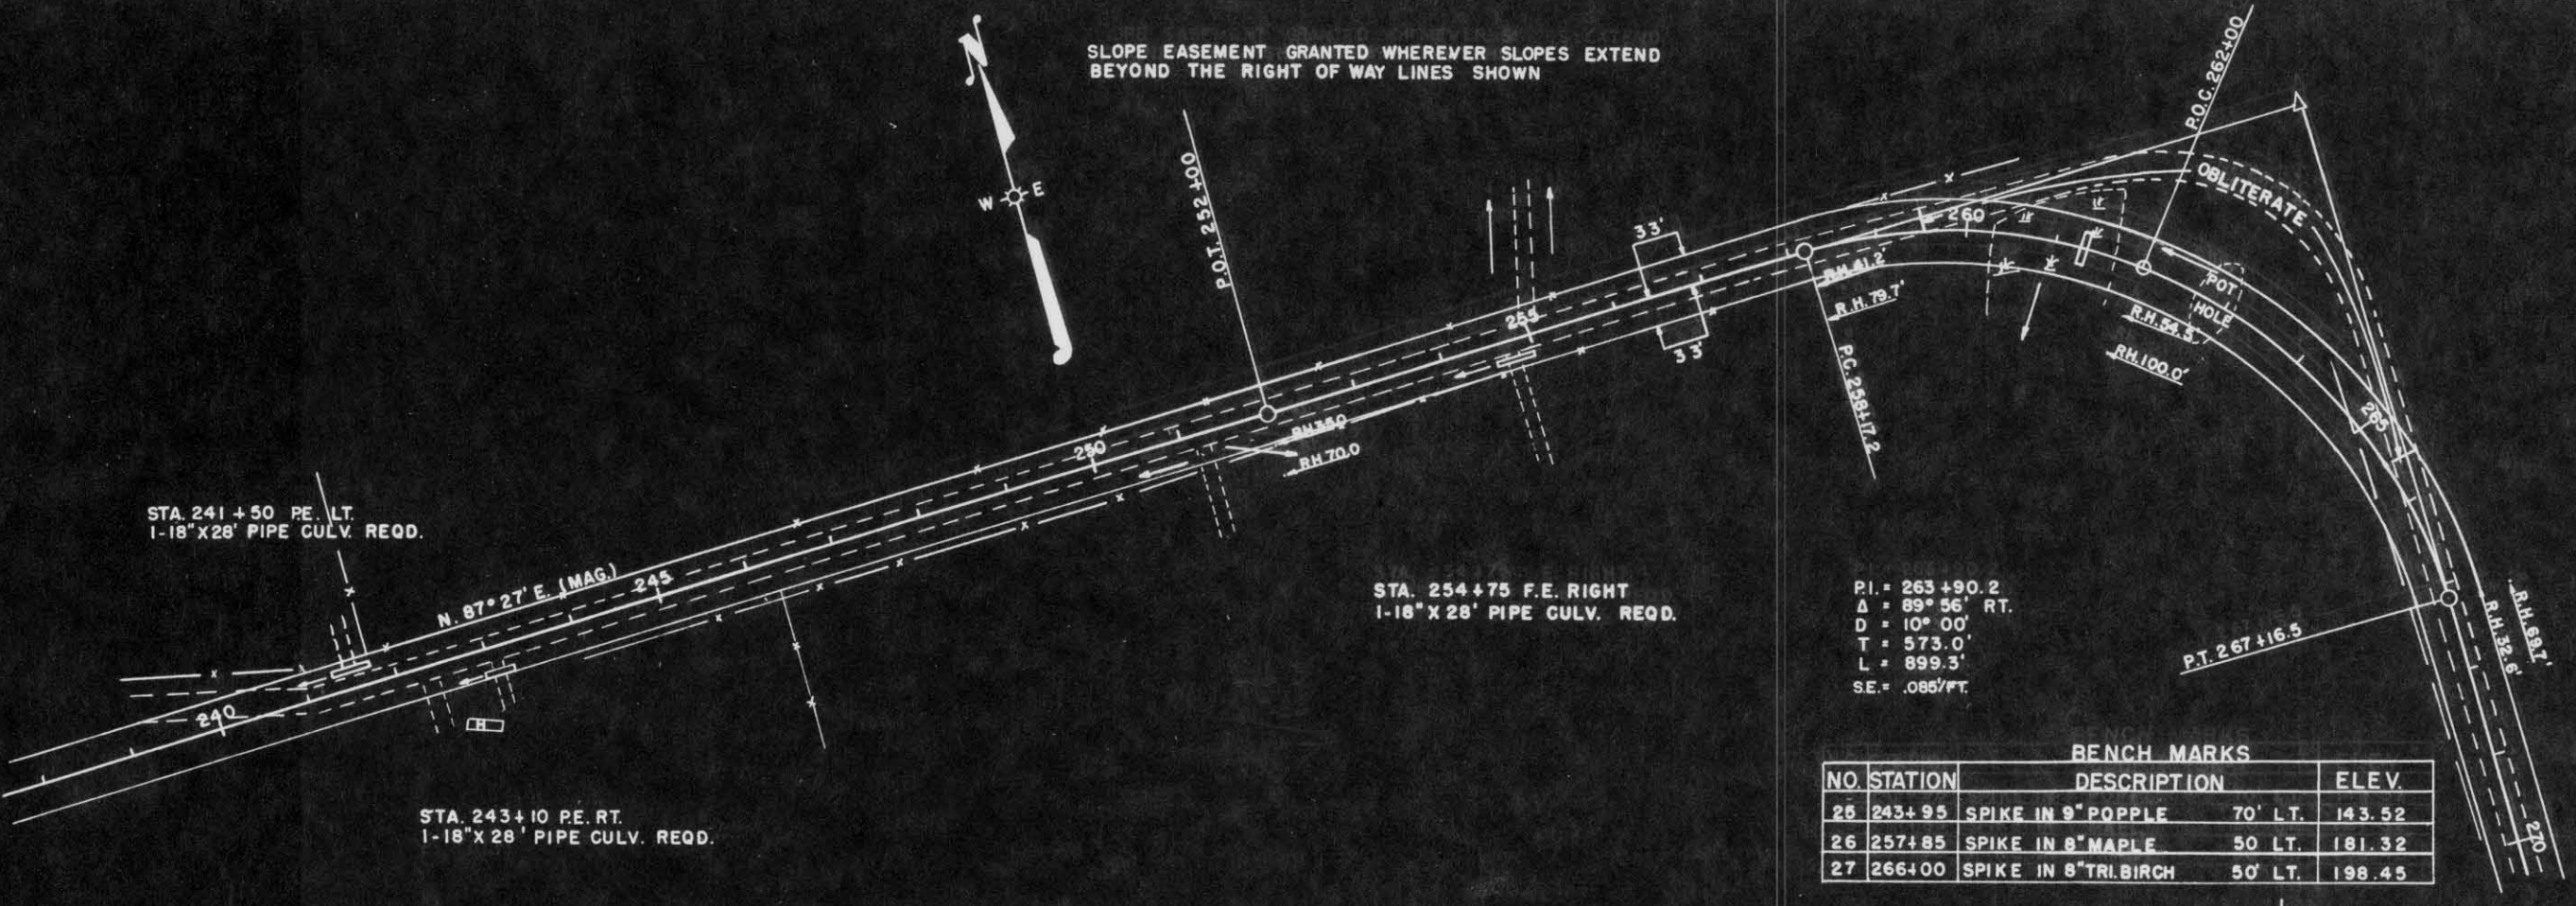 N
W E
SLOPE EASEMENT GRANTED WHEREVER SLOPES EXTEND
BEYOND THE RIGHT OF WAY LINES SHOWN
P.O.T. 252+00
P.O.C. 262+00
OBLITERATE
33'
33'
260
255
R.H. 41.2'
R.H. 79.7'
POT
HOLE
R.H. 54.5'
R.H. 100.0'
P.C. 258+17.2
265
250
R.H. 35.0
R.H. 70.0
STA. 241+50 P.E. LT.
1-18"X28' PIPE CULV. REQD.
N. 87° 27' E. (MAG.)
245
240
H
STA. 243+10 P.E. RT.
1-18"X 28' PIPE CULV. REQD.
STA. 254+75 F.E. RIGHT
1-18"X 28' PIPE CULV. REQD.
P.I. = 263+90.2
Δ = 89° 56' RT.
D = 10° 00'
T = 573.0'
L = 899.3'
S.E. = .085'/FT.
P.T. 267+16.5
R.H. 32.6'
R.H. 69.7'
270
BENCH MARKS
NO. STATION DESCRIPTION ELEV.
25 243+95 SPIKE IN 9" POPPLE 70' LT. 143.52
26 257+85 SPIKE IN 8" MAPLE 50 LT. 181.32
27 266+00 SPIKE IN 8" TRI. BIRCH 50' LT. 198.45